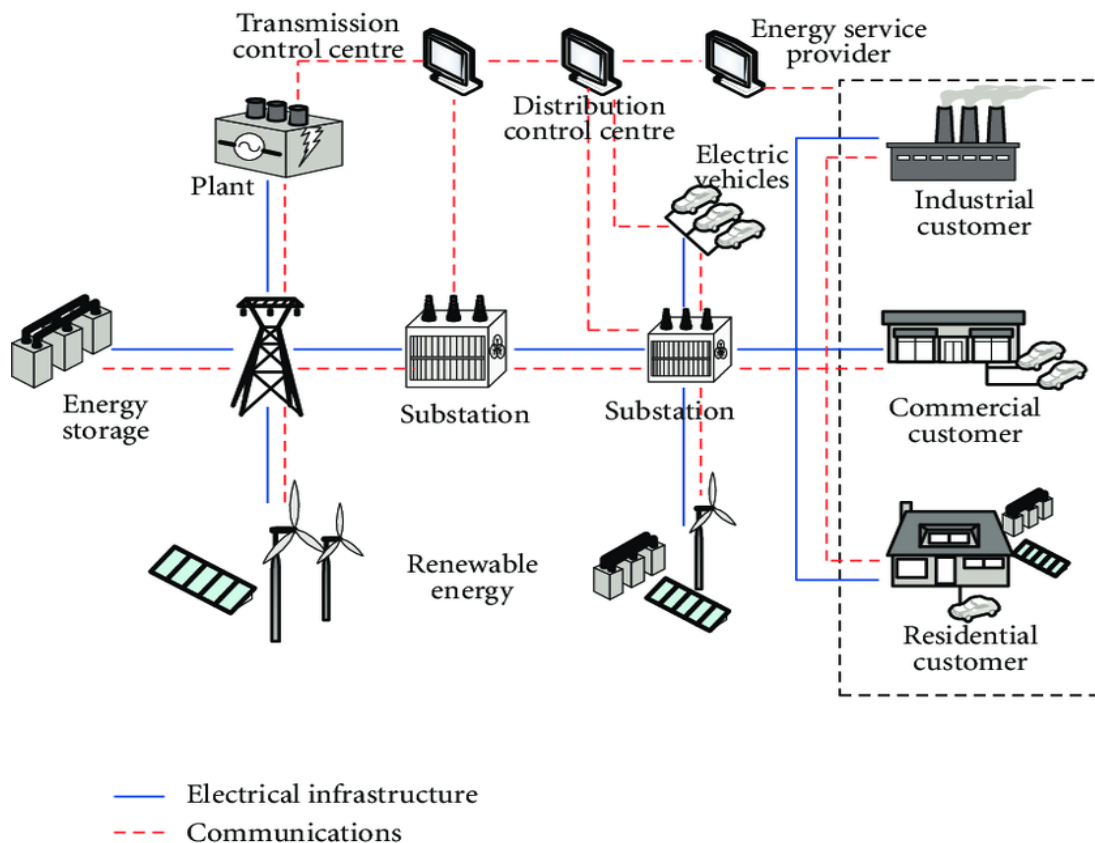 Transmission
control centre
Energy service
provider
Distribution
control centre
Plant
Electric
vehicles
Industrial
customer
Energy
storage
Substation
Substation
Commercial
customer
Renewable
energy
Residential
customer
Electrical infrastructure
Communications